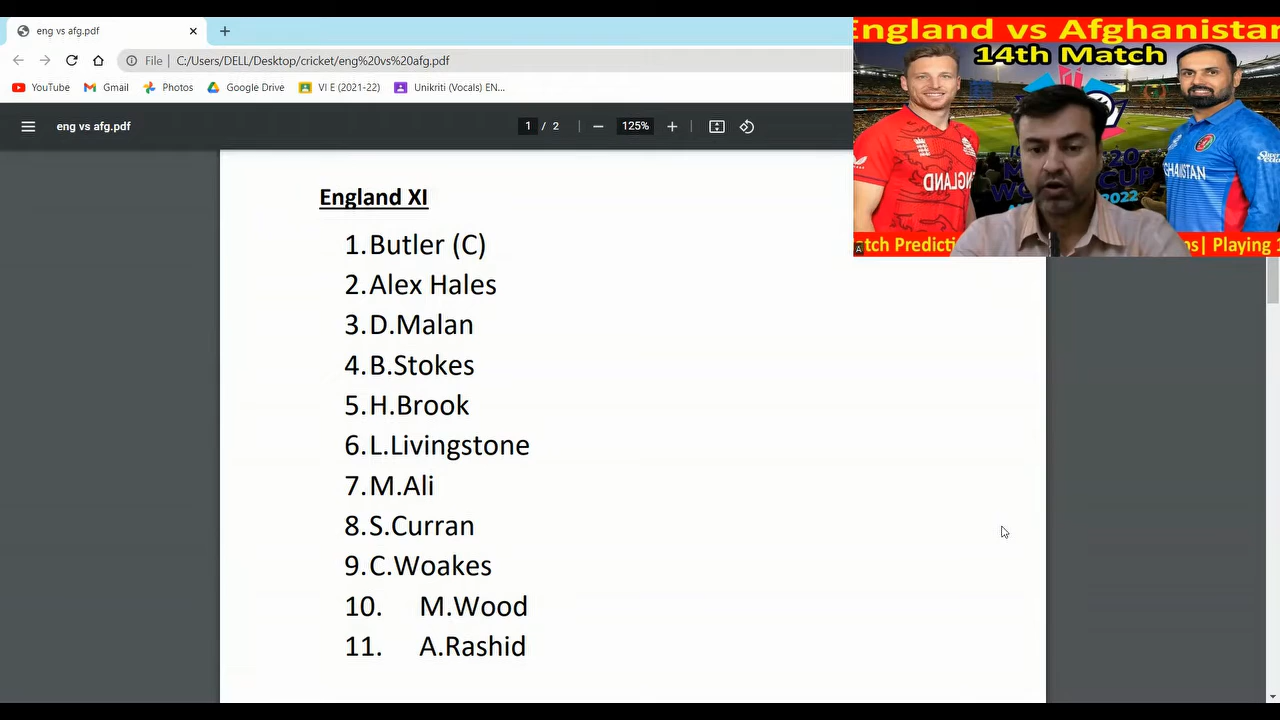 eng vs afg.pdf
File
C:/Users/DELL/Desktop/cricket/eng%20vs%20afg.pdf
YouTube
Gmail
Photos
Google Drive
VI E (2021-22)
Unikriti (Vocals) EN...
eng vs afg.pdf
1 / 2
125%
England vs Afghanistan
14th Match
ENGLAND
2022
England XI
1.Butler (C)
2.Alex Hales
3.D.Malan
4.B.Stokes
5.H.Brook
6.L.Livingstone
7.M.Ali
8.S.Curran
9.C.Woakes
10. M.Wood
11. A.Rashid